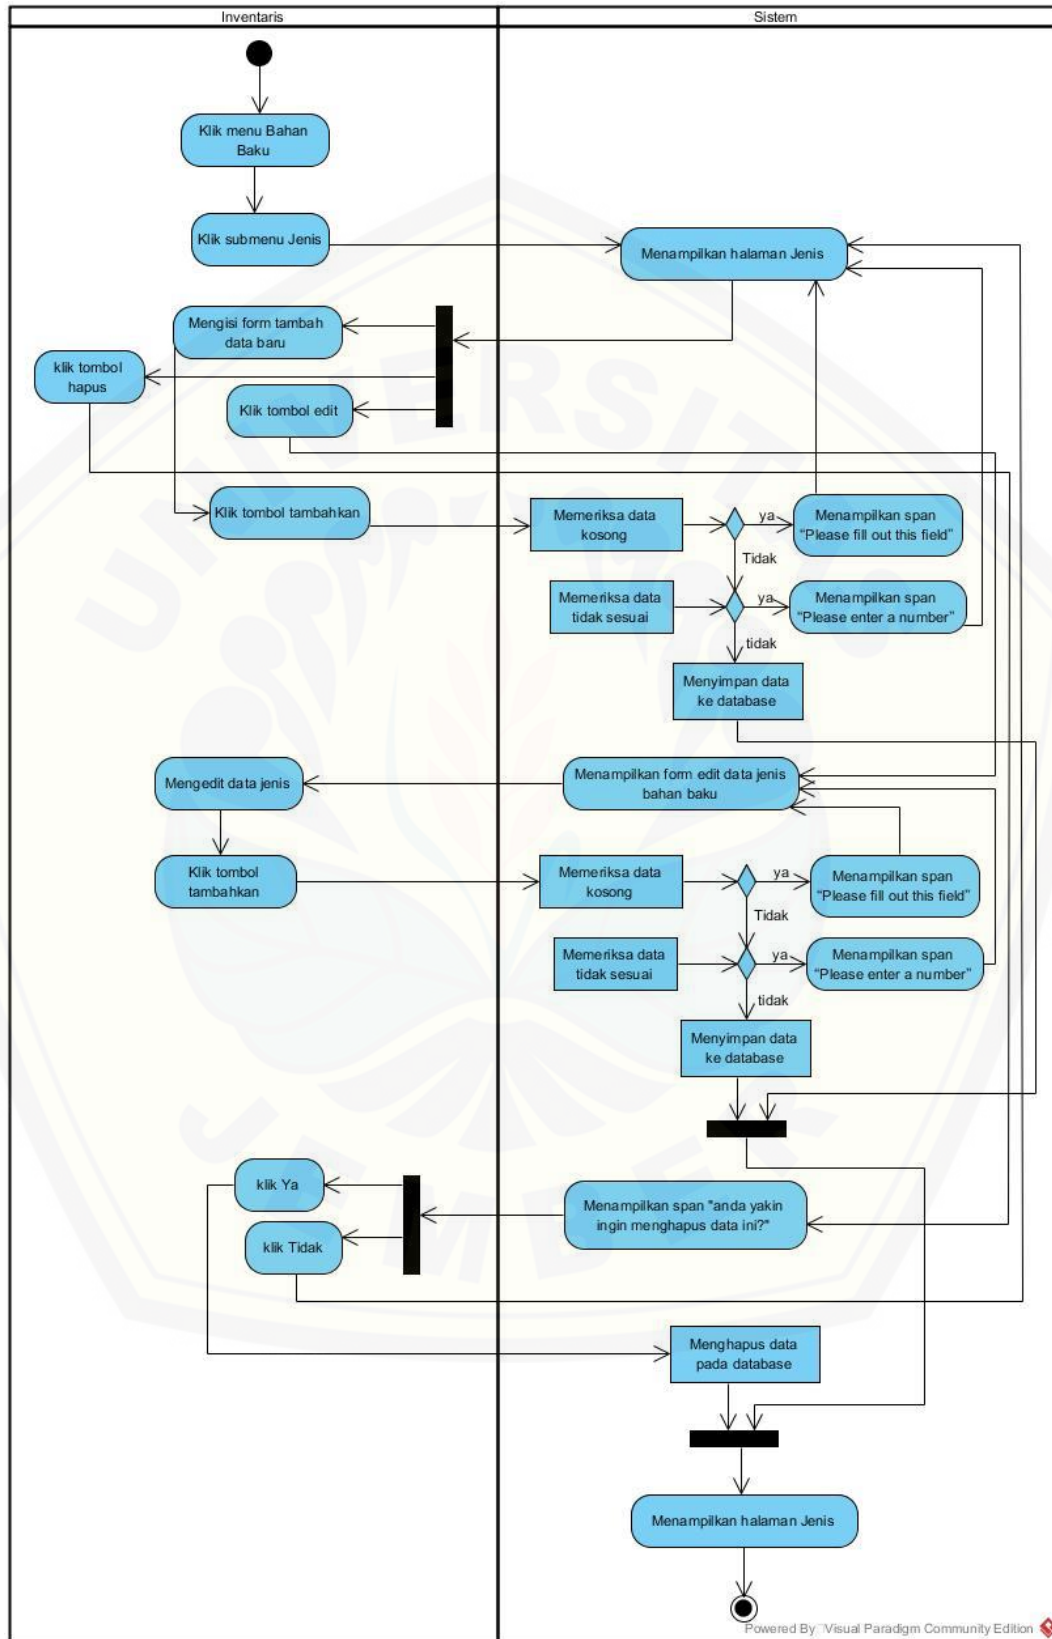 Inventaris
Sistem
Klik menu Bahan
Baku
Klik submenu Jenis
Menampilkan halaman Jenis
Mengisi form tambah
data baru
klik tombol
hapus
Klik tombol edit
Klik tombol tambahkan
Memeriksa data
kosong
ya
Menampilkan span
"Please fill out this field"
Tidak
Memeriksa data
tidak sesuai
ya
Menampilkan span
"Please enter a number"
tidak
Menyimpan data
ke database
Mengedit data jenis
Menampilkan form edit data jenis
bahan baku
Klik tombol
tambahkan
Memeriksa data
kosong
ya
Menampilkan span
"Please fill out this field"
Tidak
Memeriksa data
tidak sesuai
ya
Menampilkan span
"Please enter a number"
tidak
Menyimpan data
ke database
klik Ya
Menampilkan span "anda yakin
ingin menghapus data ini?"
klik Tidak
Menghapus data
pada database
Menampilkan halaman Jenis
Powered By Visual Paradigm Community Edition
UNIVERSITAS
JEMBER